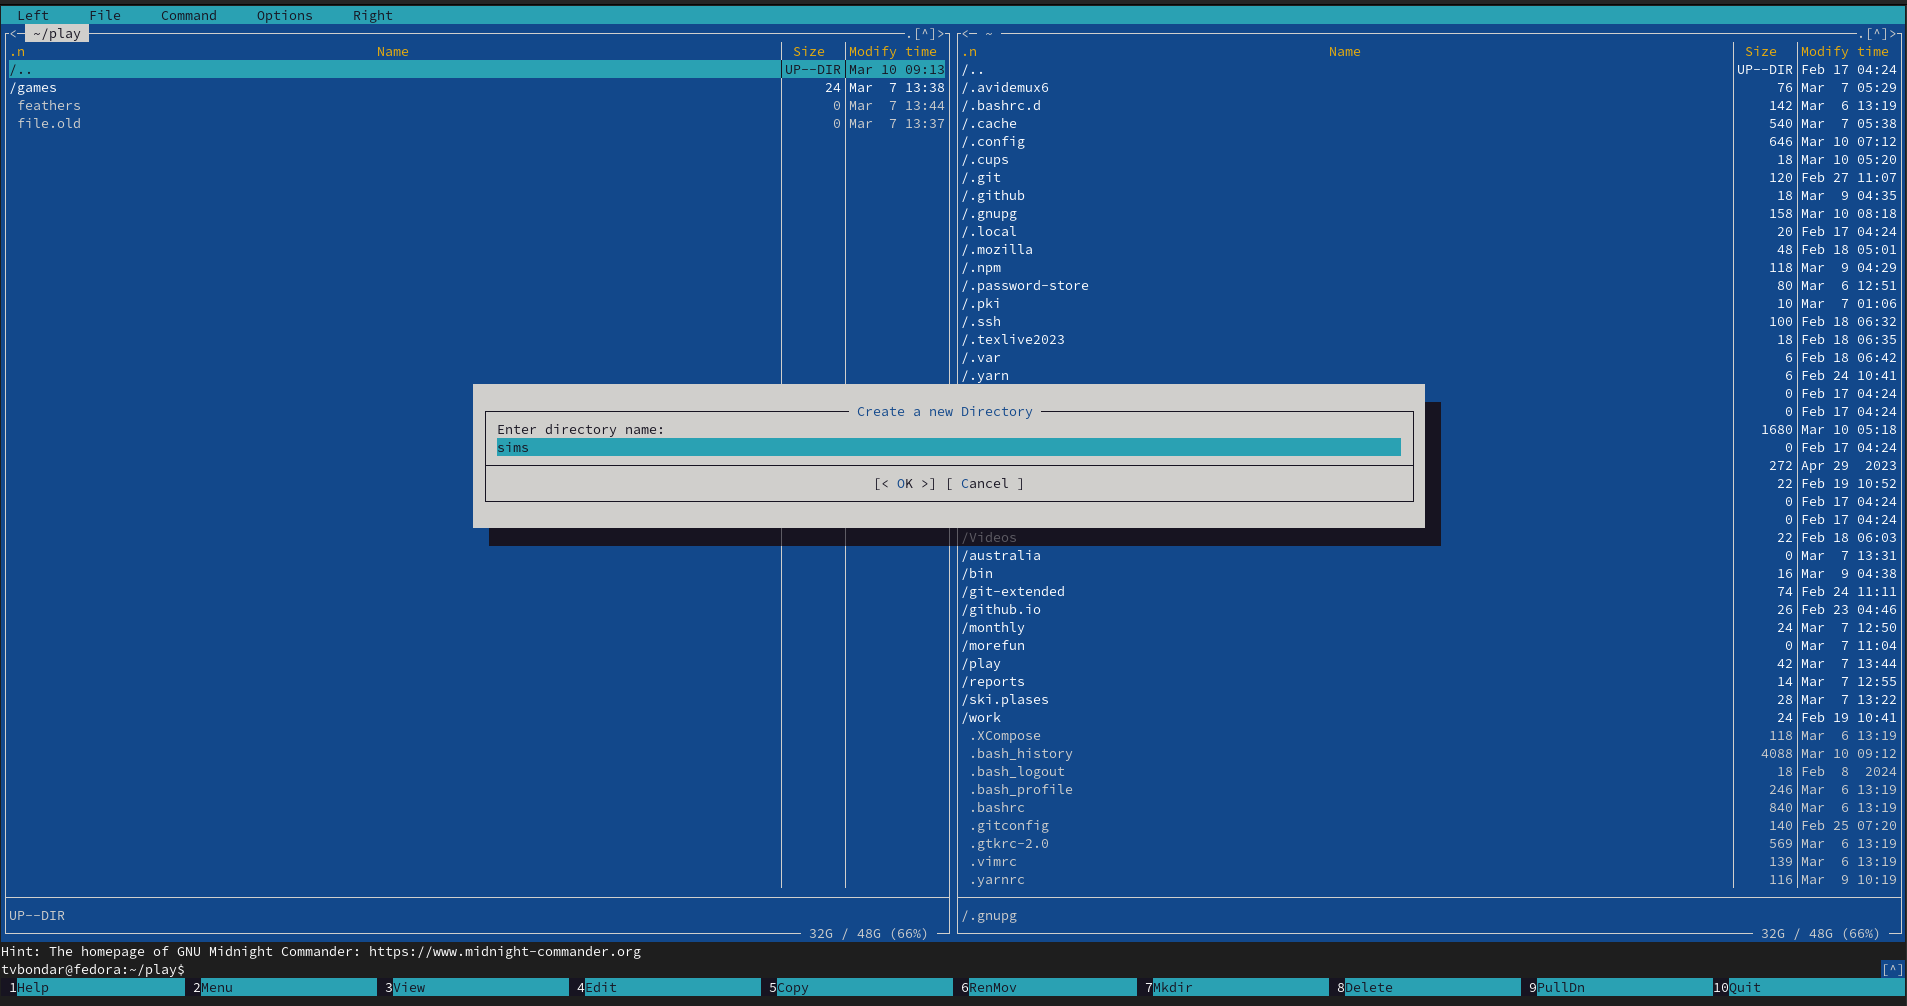 Left File Command Options Right
<─ ~/play .[^]>
.n Name Size Modify time
/.. UP--DIR Mar 10 09:13
/games 24 Mar 7 13:38
feathers 0 Mar 7 13:44
file.old 0 Mar 7 13:37
UP--DIR
32G / 48G (66%)
<─ ~ .[^]>
.n Name Size Modify time
/.. UP--DIR Feb 17 04:24
/.avidemux6 76 Mar 7 05:29
/.bashrc.d 142 Mar 6 13:19
/.cache 540 Mar 7 05:38
/.config 646 Mar 10 07:12
/.cups 18 Mar 10 05:20
/.git 120 Feb 27 11:07
/.github 18 Mar 9 04:35
/.gnupg 158 Mar 10 08:18
/.local 20 Feb 17 04:24
/.mozilla 48 Feb 18 05:01
/.npm 118 Mar 9 04:29
/.password-store 80 Mar 6 12:51
/.pki 10 Mar 7 01:06
/.ssh 100 Feb 18 06:32
/.texlive2023 18 Feb 18 06:35
/.var 6 Feb 18 06:42
/.yarn 6 Feb 24 10:41
0 Feb 17 04:24
0 Feb 17 04:24
1680 Mar 10 05:18
0 Feb 17 04:24
272 Apr 29 2023
22 Feb 19 10:52
0 Feb 17 04:24
0 Feb 17 04:24
/Videos 22 Feb 18 06:03
/australia 0 Mar 7 13:31
/bin 16 Mar 9 04:38
/git-extended 74 Feb 24 11:11
/github.io 26 Feb 23 04:46
/monthly 24 Mar 7 12:50
/morefun 0 Mar 7 11:04
/play 42 Mar 7 13:44
/reports 14 Mar 7 12:55
/ski.plases 28 Mar 7 13:22
/work 24 Feb 19 10:41
.XCompose 118 Mar 6 13:19
.bash_history 4088 Mar 10 09:12
.bash_logout 18 Feb 8 2024
.bash_profile 246 Mar 6 13:19
.bashrc 840 Mar 6 13:19
.gitconfig 140 Feb 25 07:20
.gtkrc-2.0 569 Mar 6 13:19
.vimrc 139 Mar 6 13:19
.yarnrc 116 Mar 9 10:19
/.gnupg
32G / 48G (66%)
Create a new Directory
Enter directory name:
sims
[< OK >] [ Cancel ]
Hint: The homepage of GNU Midnight Commander: https://www.midnight-commander.org
tvbondar@fedora:~/play$ [^]
1Help 2Menu 3View 4Edit 5Copy 6RenMov 7Mkdir 8Delete 9PullDn 10Quit